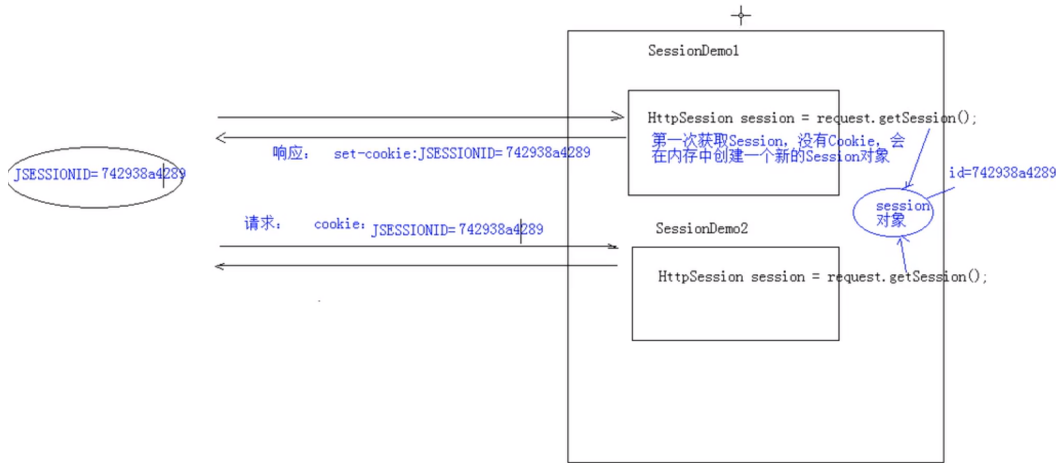 SessionDemo1
HttpSession session = request.getSession();
第一次获取Session，没有Cookie，会
在内存中创建一个新的Session对象
响应： set-cookie:JSESSIONID=742938a4289
JSESSIONID=742938a4289
id=742938a4289
session
对象
请求： cookie：JSESSIONID=742938a4289
SessionDemo2
HttpSession session = request.getSession();